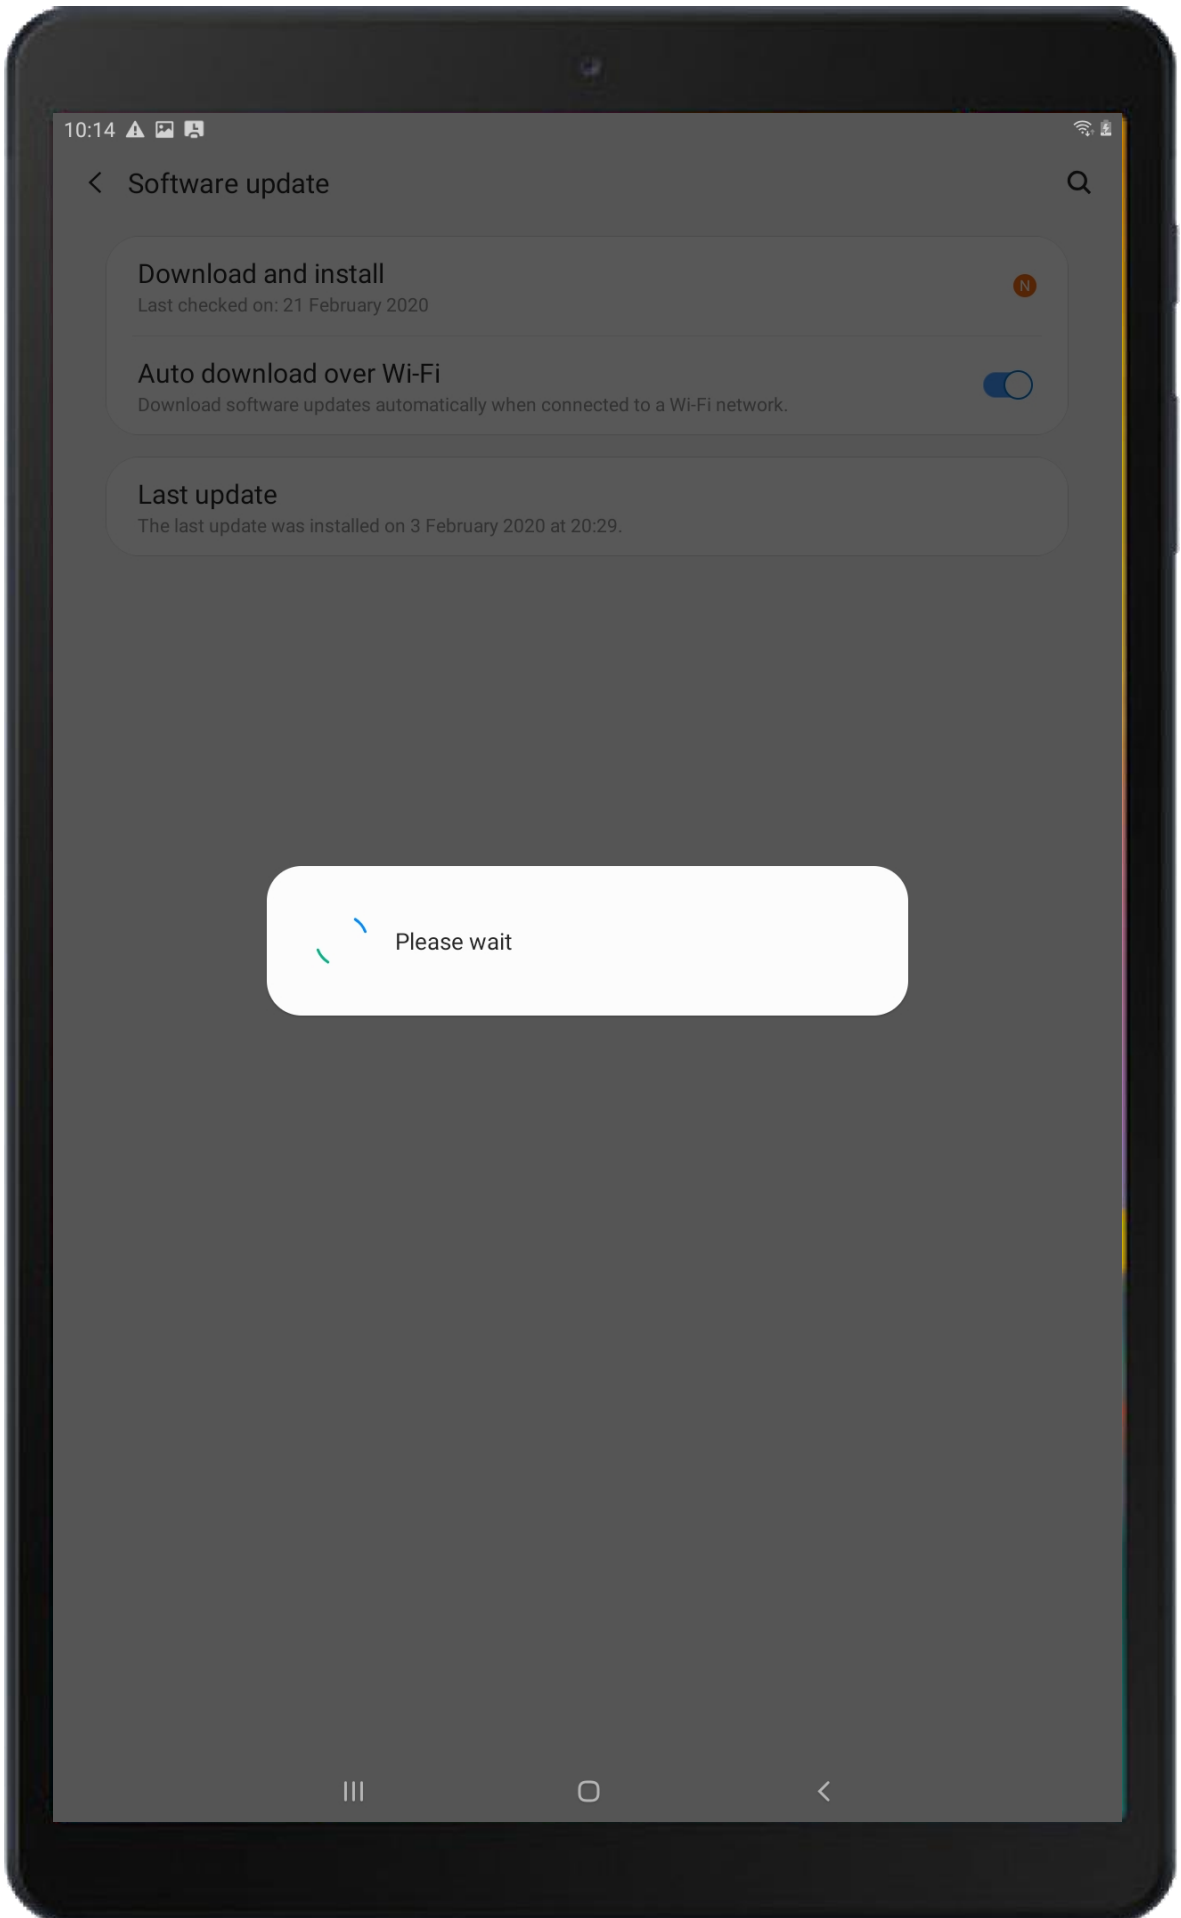 10:14
Software update
Download and install
Last checked on: 21 February 2020
N
Auto download over Wi-Fi
Download software updates automatically when connected to a Wi-Fi network.
Last update
The last update was installed on 3 February 2020 at 20:29.
Please wait